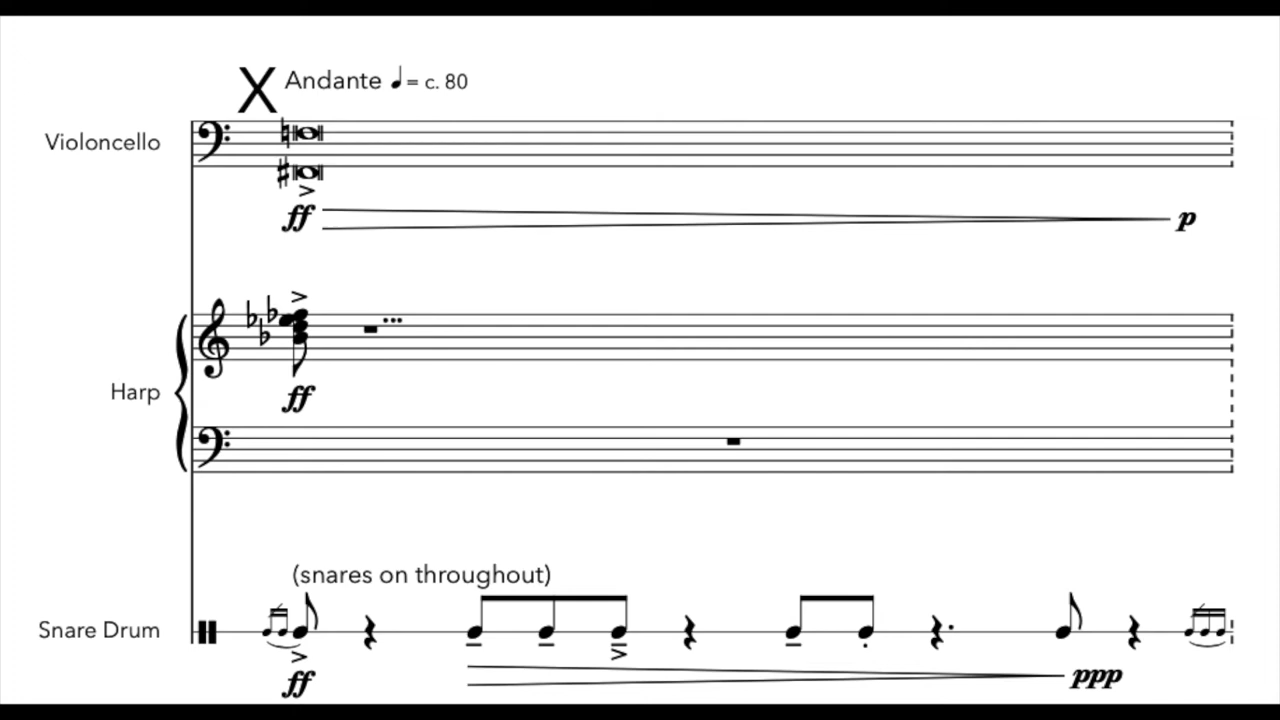 X Andante ♩= c. 80
Violoncello
ff p
ff
Harp
(snares on throughout)
Snare Drum
ff ppp